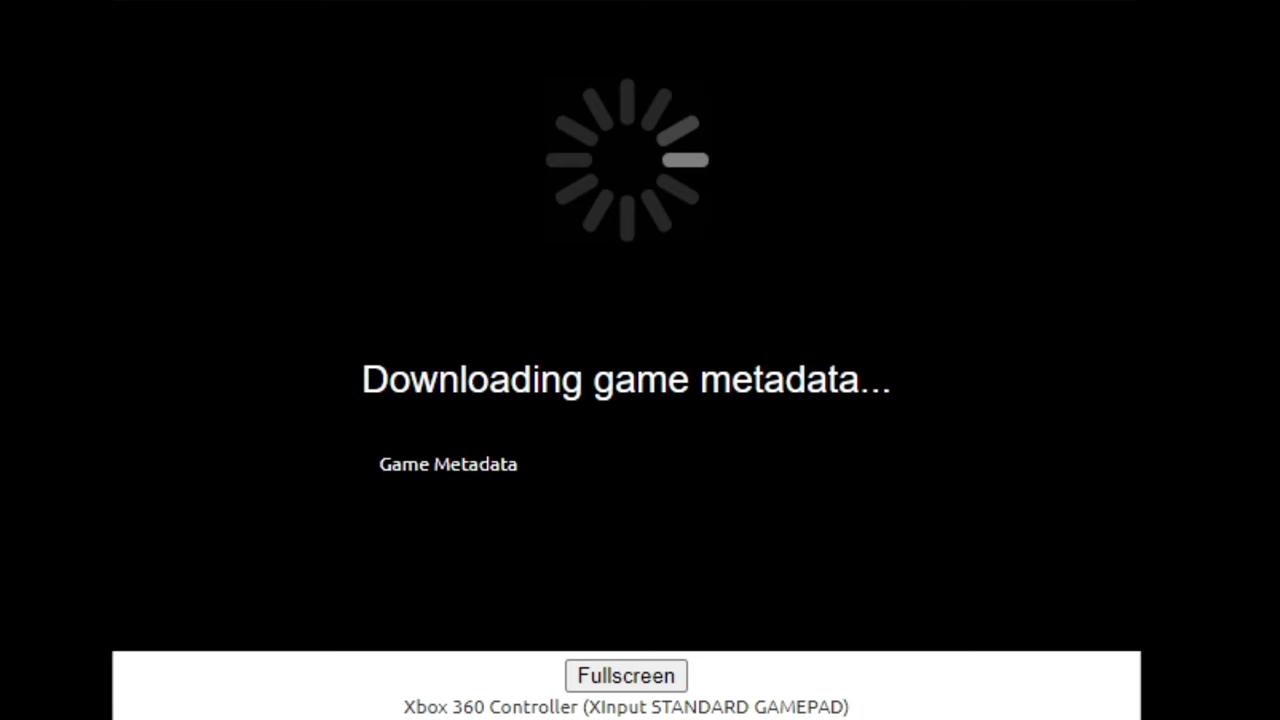 Downloading game metadata...
Game Metadata
Fullscreen
Xbox 360 Controller (XInput STANDARD GAMEPAD)